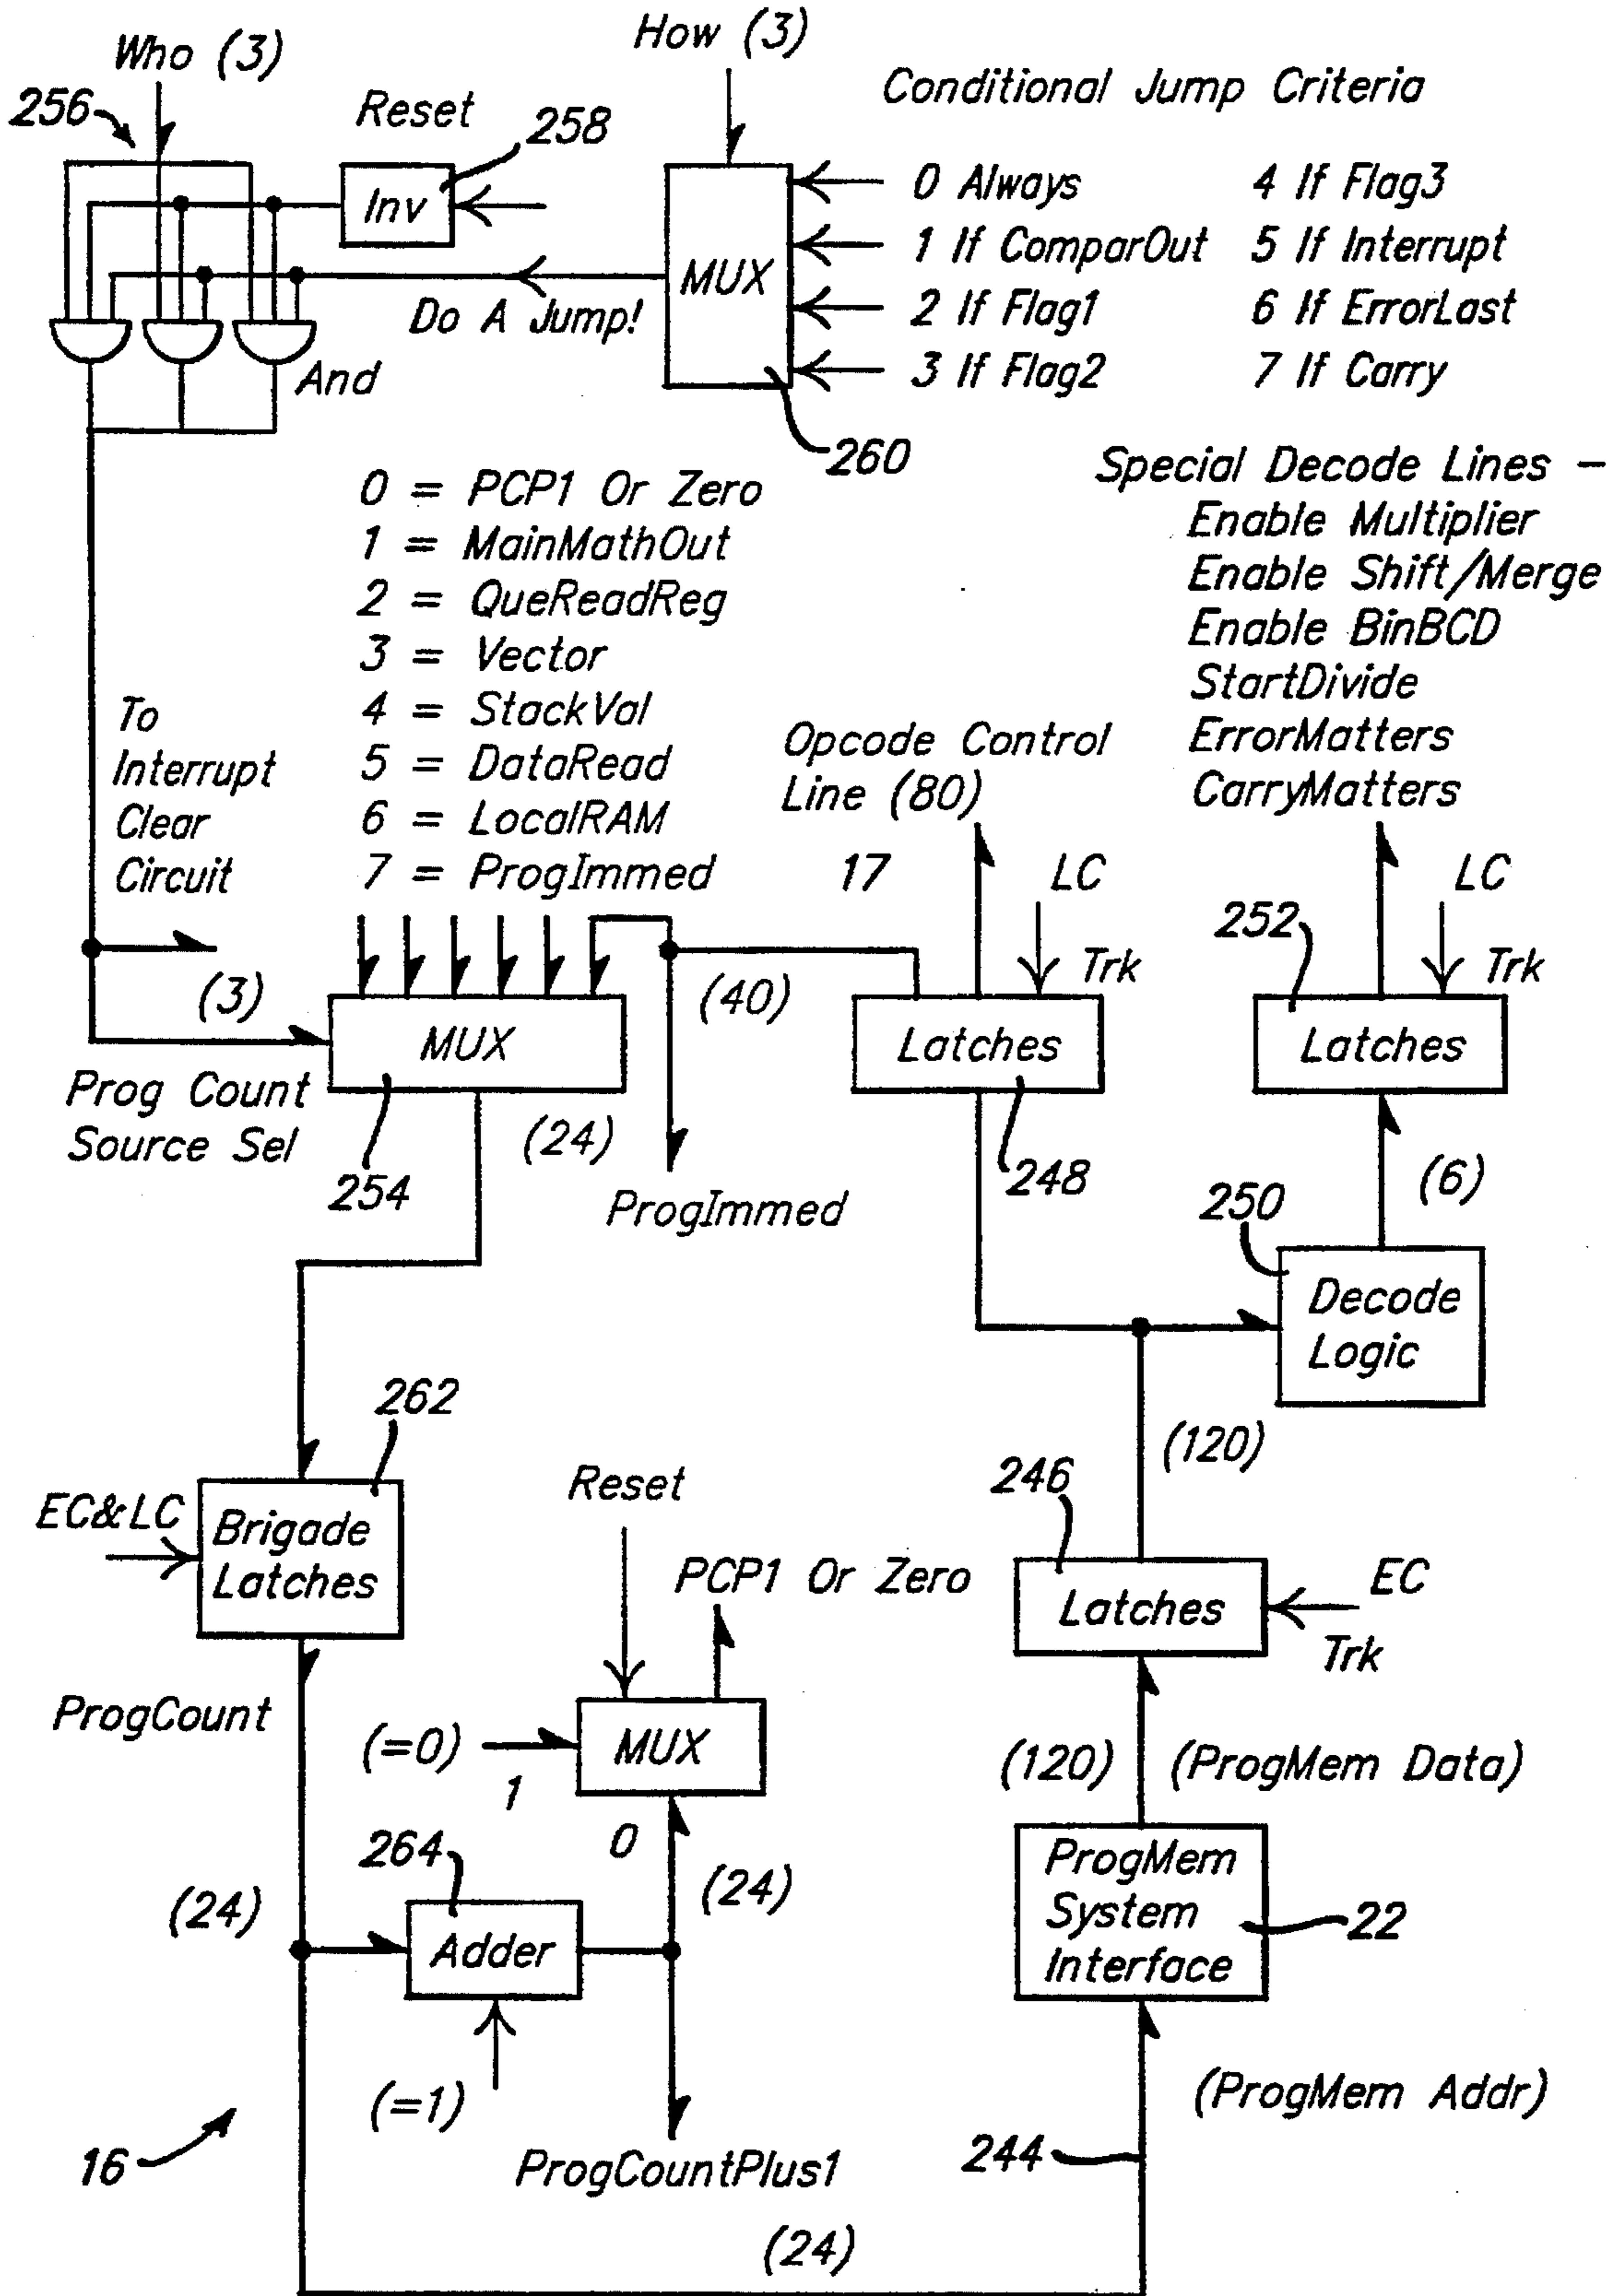 Who (3)
How (3)
Conditional Jump Criteria
256
Reset
258
Inv
MUX
0 Always
1 If ComparOut
2 If Flag1
3 If Flag2
4 If Flag3
5 If Interrupt
6 If ErrorLast
7 If Carry
Do A Jump!
And
260
0 = PCP1 Or Zero
1 = MainMathOut
2 = QueReadReg
3 = Vector
4 = StackVal
5 = DataRead
6 = LocalRAM
7 = ProgImmed
Special Decode Lines –
Enable Multiplier
Enable Shift/Merge
Enable BinBCD
StartDivide
ErrorMatters
CarryMatters
To
Interrupt
Clear
Circuit
Opcode Control
Line (80)
17
LC
Trk
252
LC
Trk
(3)
MUX
(40)
Latches
Latches
Prog Count
Source Sel
254
(24)
ProgImmed
248
250
(6)
Decode
Logic
262
EC&LC
Brigade
Latches
Reset
PCP1 Or Zero
246
(120)
Latches
EC
Trk
ProgCount
(=0)
1
MUX
0
(120)
(ProgMem Data)
264
(24)
(24)
Adder
ProgMem
System
Interface
22
(=1)
16
ProgCountPlus1
(ProgMem Addr)
244
(24)